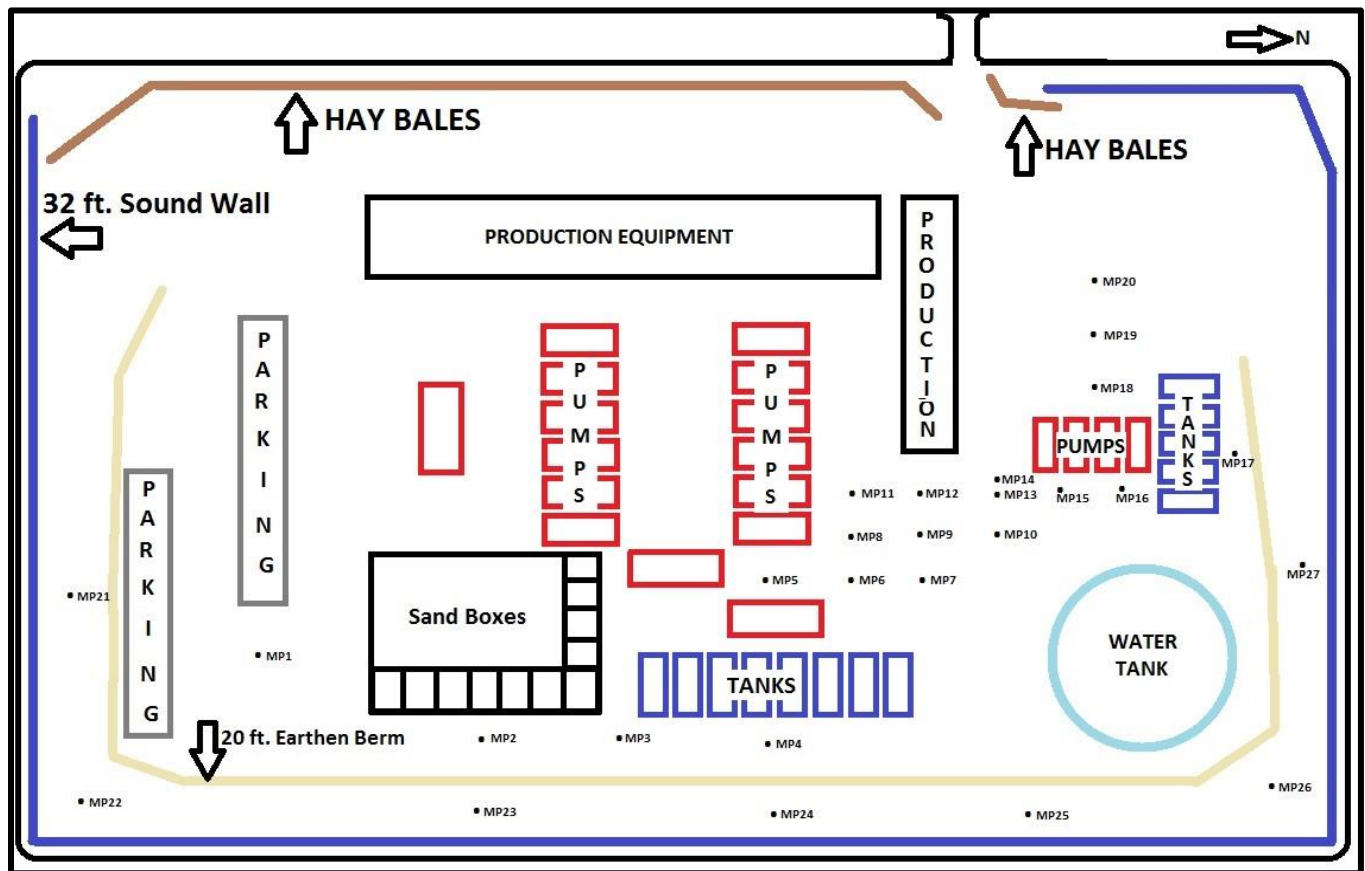 N
HAY BALES
HAY BALES
32 ft. Sound Wall
PRODUCTION EQUIPMENT
PRODUCTION
MP20
MP19
MP18
PARKING
PUMPS
PUMPS
PUMPS
TANKS
MP17
MP14
MP13
MP15
MP16
MP11
MP12
MP8
MP9
MP10
MP5
MP6
MP7
MP27
PARKING
MP21
MP1
Sand Boxes
TANKS
WATER
TANK
20 ft. Earthen Berm
MP2
MP3
MP4
MP22
MP23
MP24
MP25
MP26